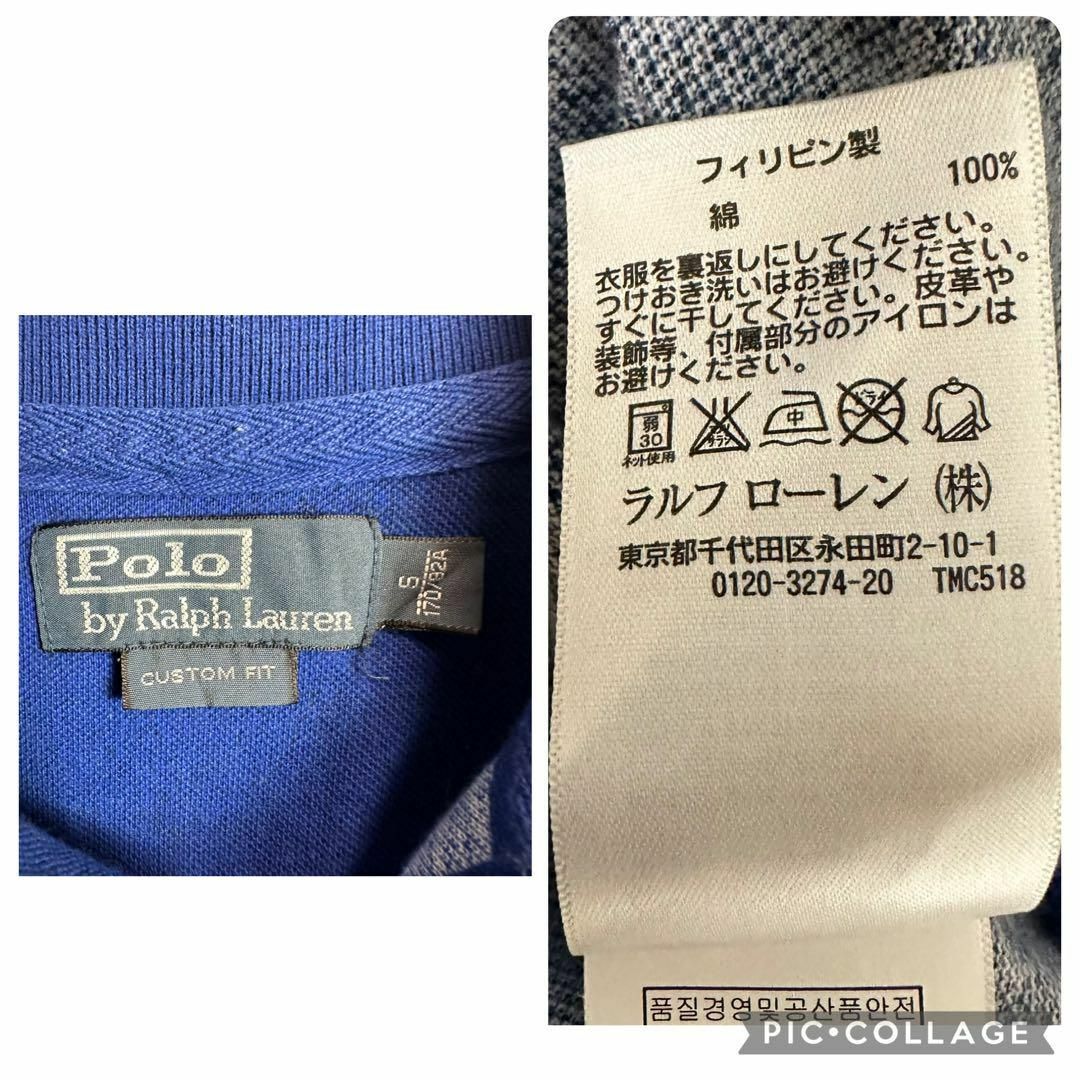 Polo
by Ralph Lauren
CUSTOM FIT
S
170/92A
フィリピン製
綿 100%
衣服を裏返しにしてください。
つけおき洗いはお避けください。
すぐに干してください。皮革や
装飾等、付属部分のアイロンは
お避けください。
弱
30
ネット使用
中
ドライ
ラルフ ローレン (株)
東京都千代田区永田町2-10-1
0120-3274-20 TMC518
품질경영및공산품안전
PIC•COLLAGE